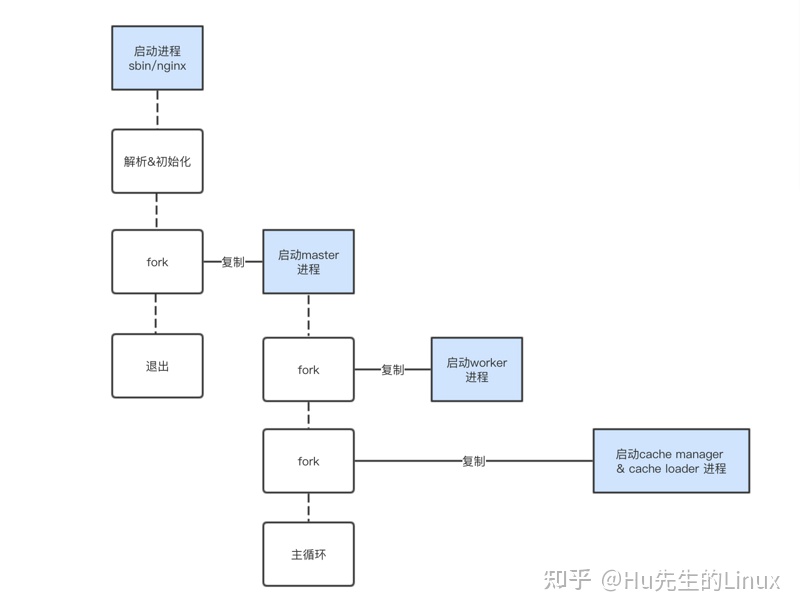 启动进程
sbin/nginx
解析&初始化
fork
复制
启动master
进程
退出
fork
复制
启动worker
进程
fork
复制
启动cache manager
& cache loader 进程
主循环
知乎 @Hu先生的Linux